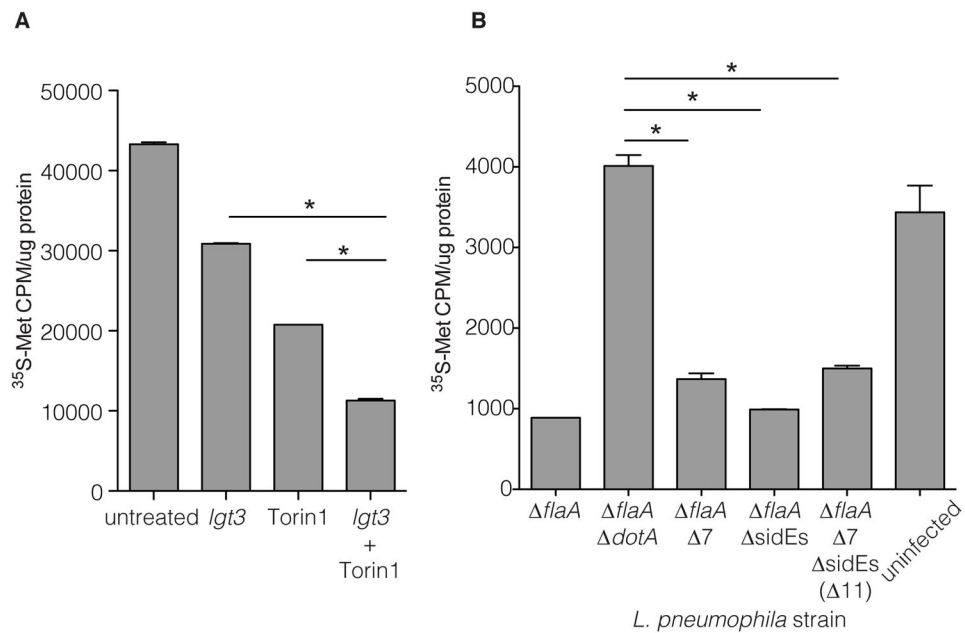 A
B
50000
40000
30000
20000
10000
0
³⁵S-Met CPM/ug protein
*
*
untreated lgt3 Torin1 lgt3
+
Torin1
5000
4000
3000
2000
1000
0
³⁵S-Met CPM/ug protein
*
*
*
ΔflaA ΔflaA ΔflaA ΔflaA ΔflaA uninfected
ΔdotA Δ7 ΔsidEs Δ7
ΔsidEs
(Δ11)
L. pneumophila strain